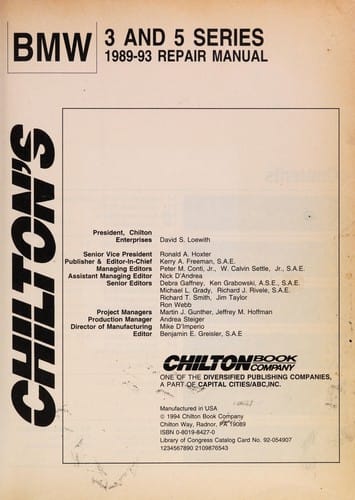 BMW
3 AND 5 SERIES
1989-93 REPAIR MANUAL
CHILTON'S
President, Chilton
Enterprises David S. Loewith
Senior Vice President Ronald A. Hoxter
Publisher & Editor-In-Chief Kerry A. Freeman, S.A.E.
Managing Editors Peter M. Conti, Jr., W. Calvin Settle, Jr., S.A.E.
Assistant Managing Editor Nick D'Andrea
Senior Editors Debra Gaffney, Ken Grabowski, A.S.E., S.A.E.
Michael L. Grady, Richard J. Rivele, S.A.E.
Richard T. Smith, Jim Taylor
Ron Webb
Project Managers Martin J. Gunther, Jeffrey M. Hoffman
Production Manager Andrea Steiger
Director of Manufacturing Mike D'Imperio
Editor Benjamin E. Greisler, S.A.E
CHILTON BOOK
COMPANY
ONE OF THE DIVERSIFIED PUBLISHING COMPANIES,
A PART OF CAPITAL CITIES/ABC, INC.
Manufactured in USA
© 1994 Chilton Book Company
Chilton Way, Radnor, PA 19089
ISBN 0-8019-8427-0
Library of Congress Catalog Card No. 92-054907
1234567890 2109876543